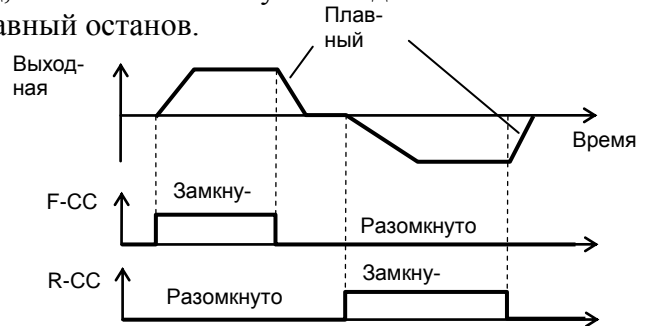 авный останов.
Плав-
ный
Выход-
ная
Время
F-CC
Замкну-
Разомкнуто
R-CC
Разомкнуто
Замкну-